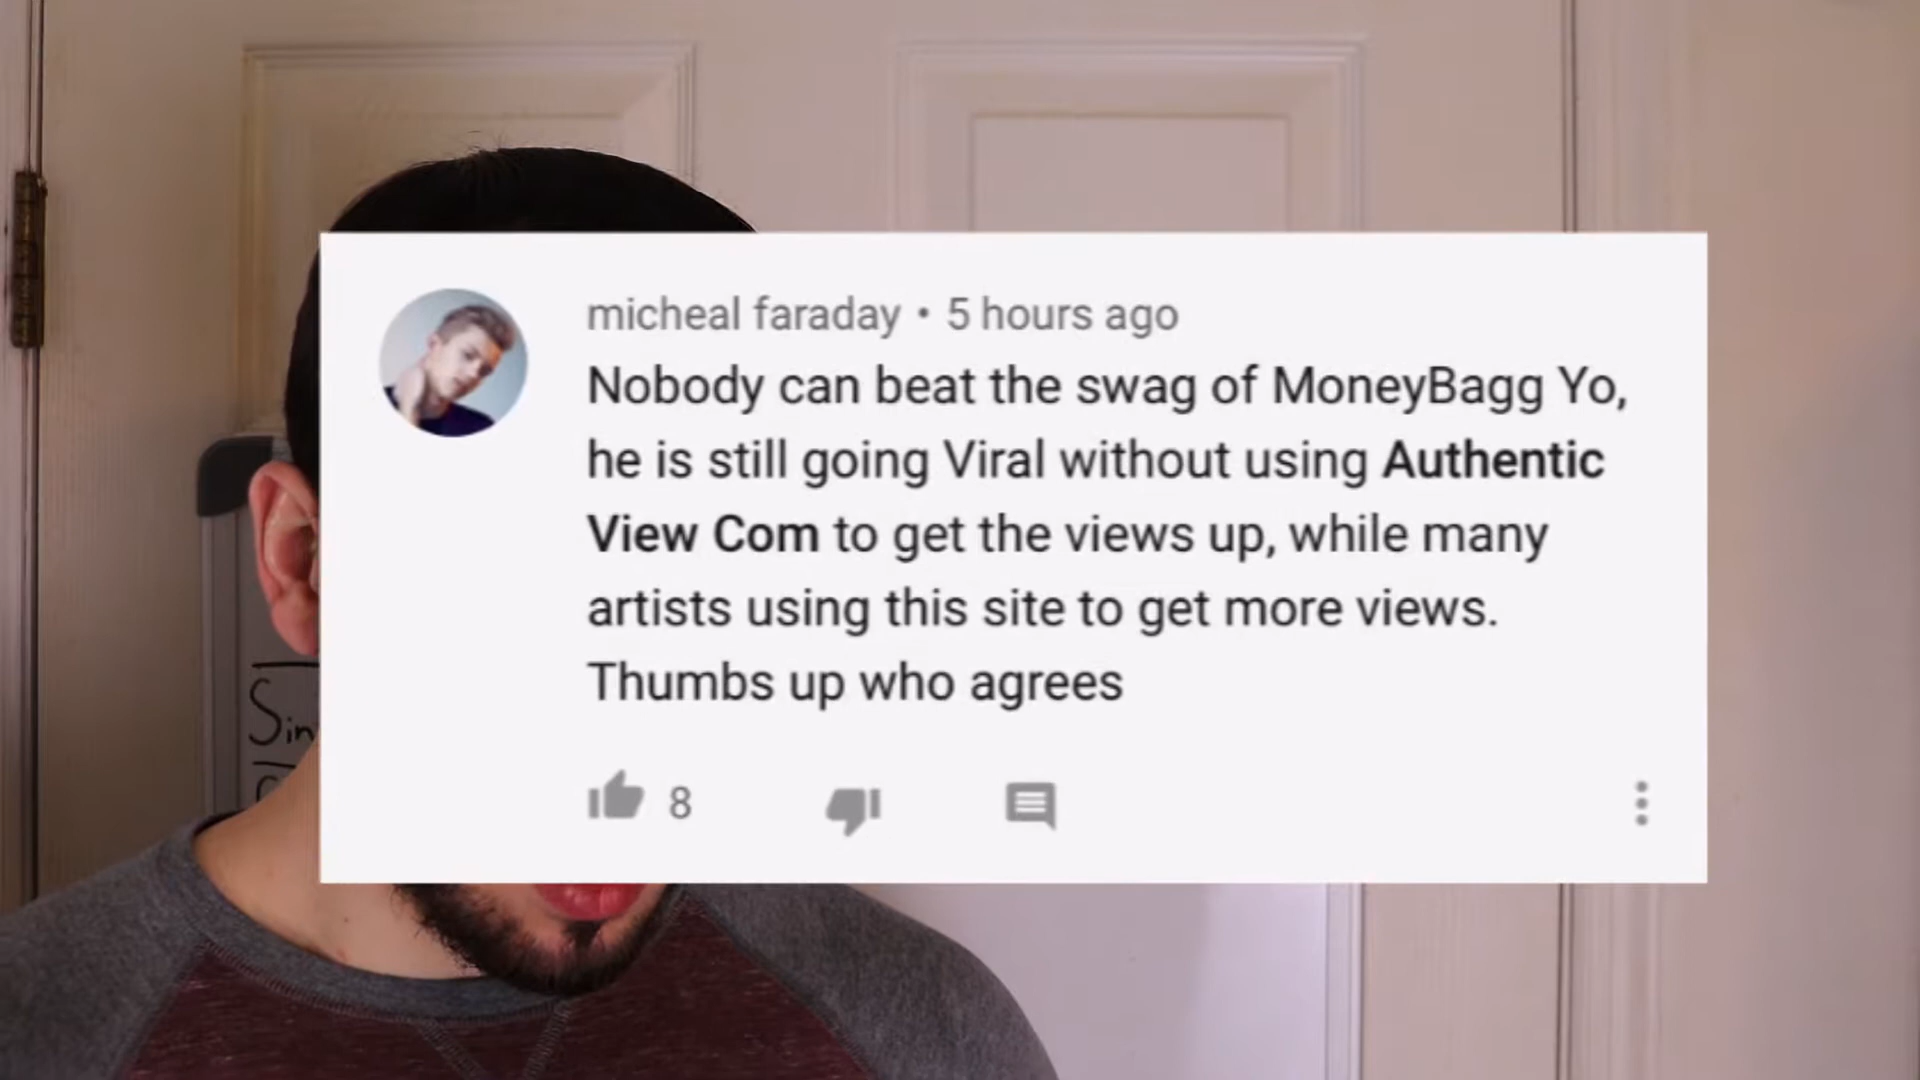 micheal faraday • 5 hours ago
Nobody can beat the swag of MoneyBagg Yo,
he is still going Viral without using Authentic
View Com to get the views up, while many
artists using this site to get more views.
Thumbs up who agrees
8
Sin